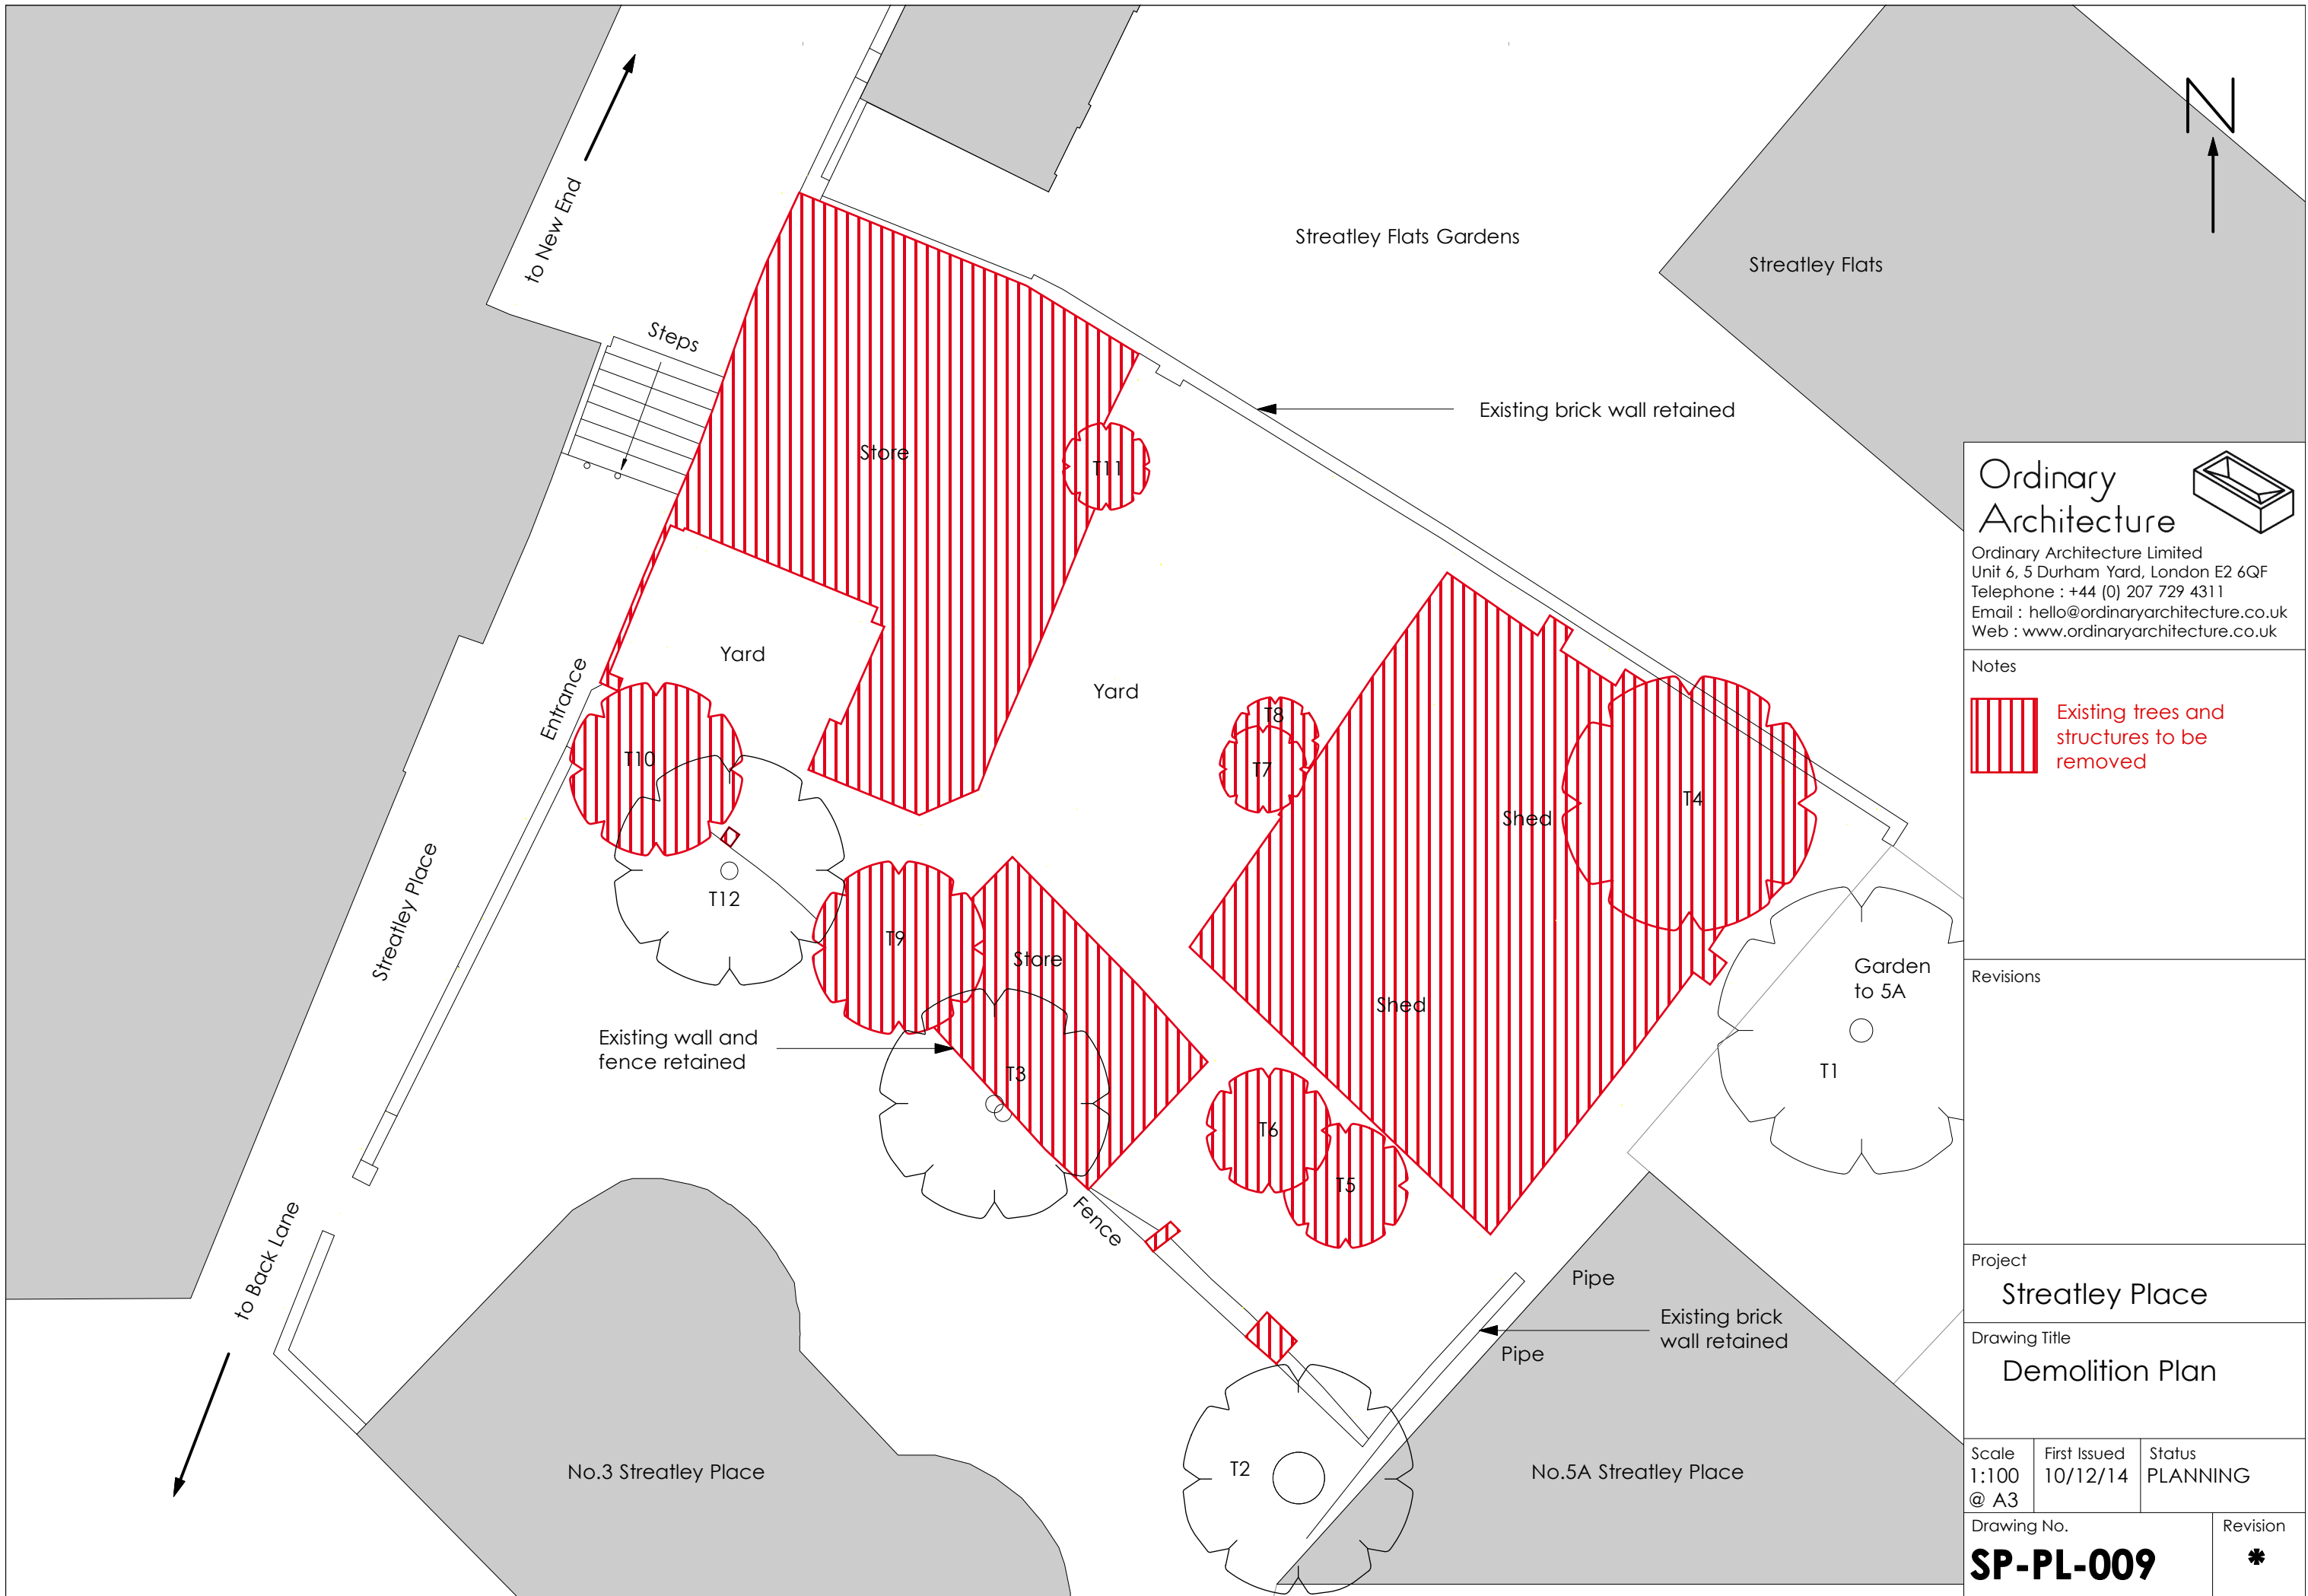 to New End
Steps
Streatley Flats Gardens
Streatley Flats
N
Existing brick wall retained
Store
T11
Yard
Yard
Entrance
T10
T8
T7
Shed
T4
T12
Streatley Place
T9
Store
Garden
to 5A
Shed
Existing wall and
fence retained
T3
T1
T6
T5
Fence
to Back Lane
Pipe
Existing brick
wall retained
Pipe
T2
No.3 Streatley Place
No.5A Streatley Place
Ordinary
Architecture
Ordinary Architecture Limited
Unit 6, 5 Durham Yard, London E2 6QF
Telephone : +44 (0) 207 729 4311
Email : hello@ordinaryarchitecture.co.uk
Web : www.ordinaryarchitecture.co.uk
Notes
Existing trees and
structures to be
removed
Revisions
Project
Streatley Place
Drawing Title
Demolition Plan
Scale
1:100
@ A3
First Issued
10/12/14
Status
PLANNING
Drawing No.
SP-PL-009
Revision
*